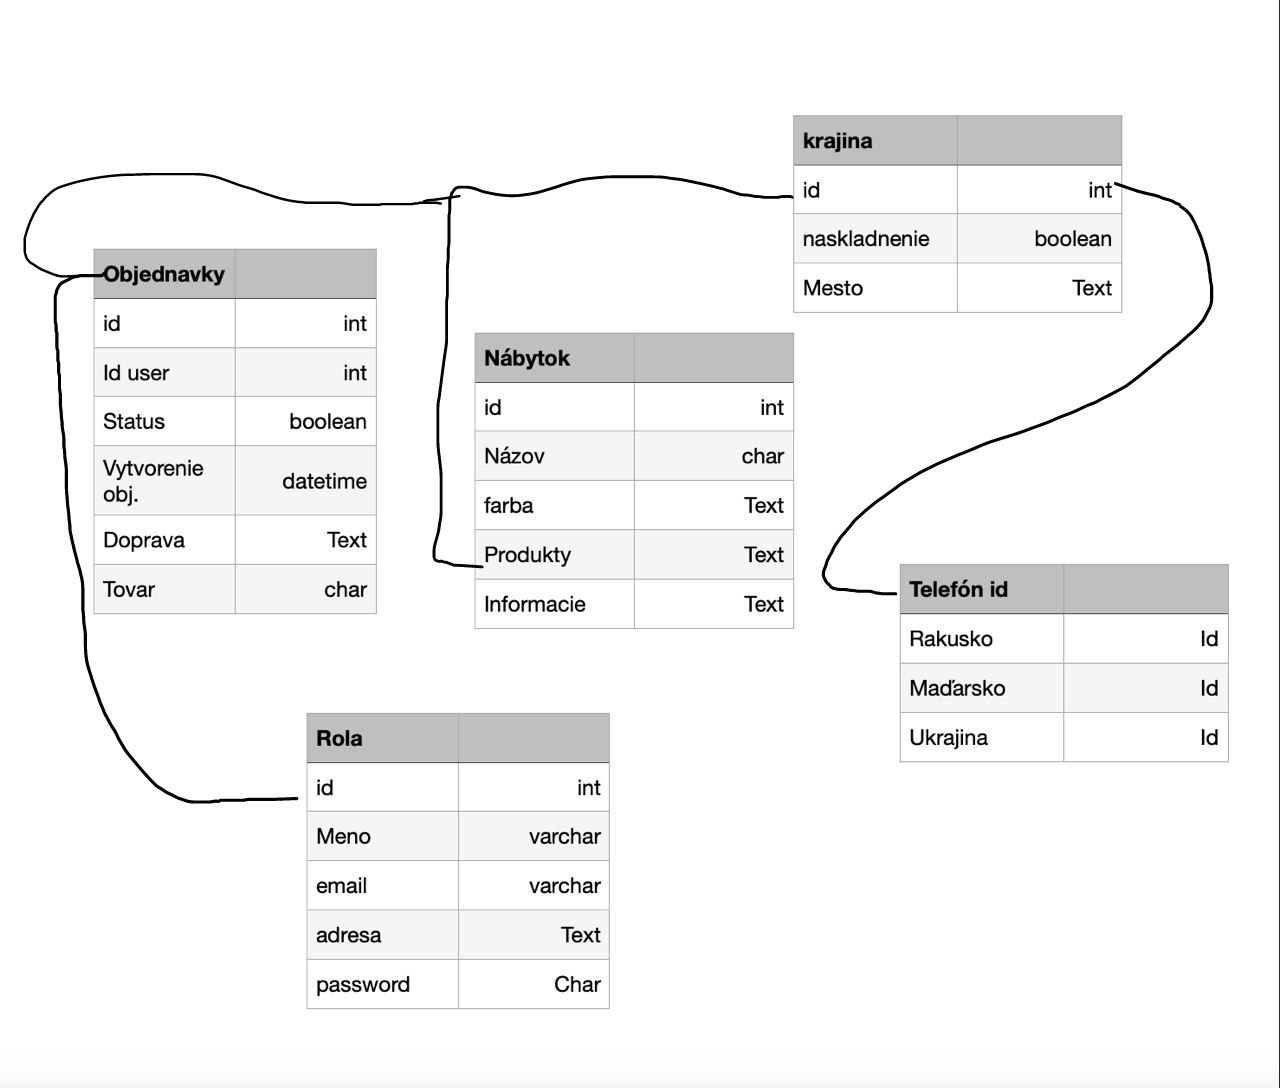 krajina
id int
naskladnenie boolean
Mesto Text
Objednavky
id int
Id user int
Status boolean
Vytvorenie
obj. datetime
Doprava Text
Tovar char
Nábytok
id int
Názov char
farba Text
Produkty Text
Informacie Text
Telefón id
Rakusko Id
Maďarsko Id
Ukrajina Id
Rola
id int
Meno varchar
email varchar
adresa Text
password Char